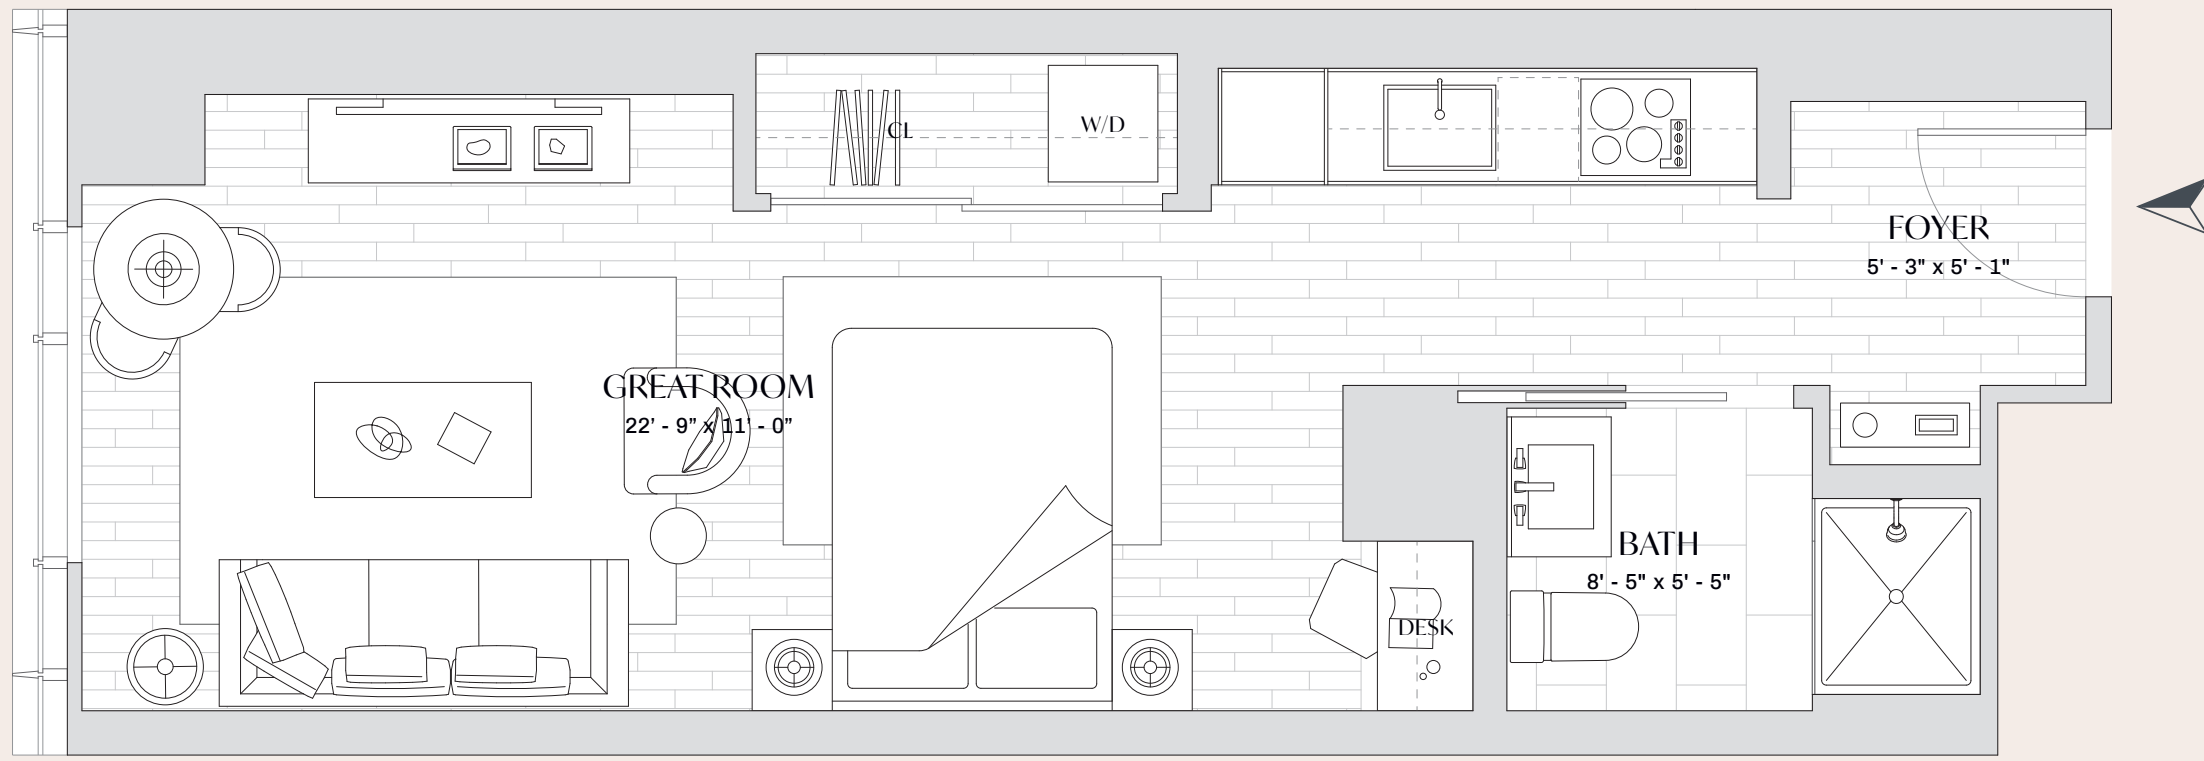 CL
W/D
FOYER
5' - 3" x 5' - 1"
GREAT ROOM
22' - 9” x 11' - 0”
BATH
8' - 5" x 5' - 5"
DESK